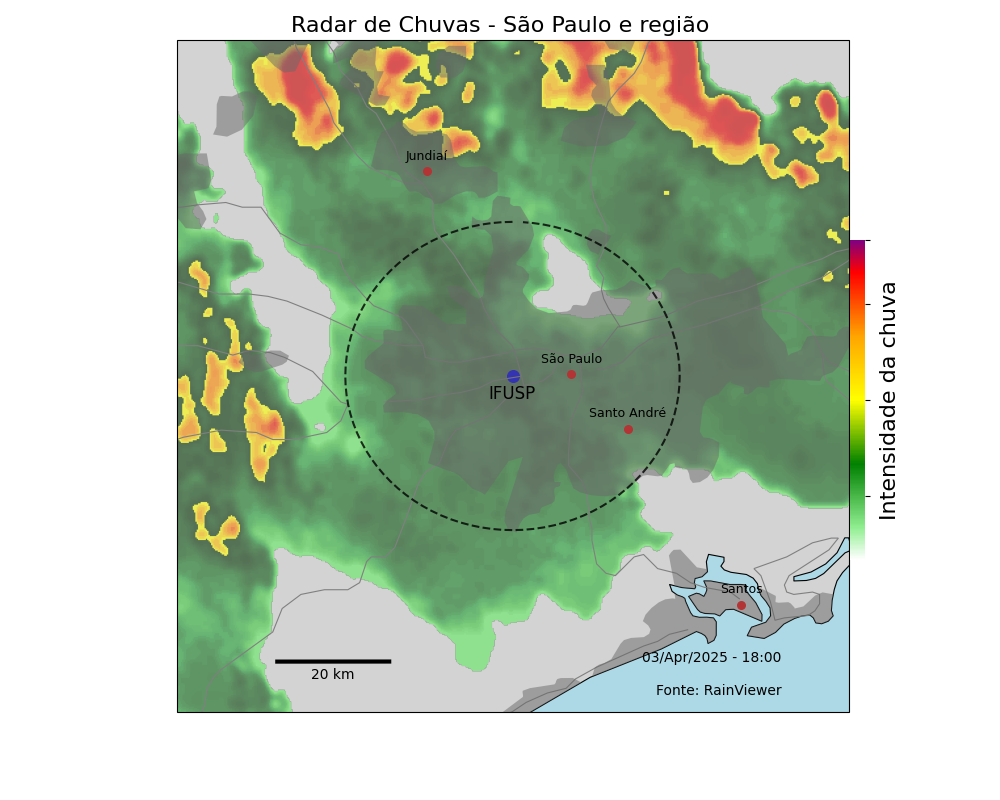 Radar de Chuvas - São Paulo e região
Jundiaí
São Paulo
IFUSP
Santo André
Intensidade da chuva
Santos
03/Apr/2025 - 18:00
20 km
Fonte: RainViewer